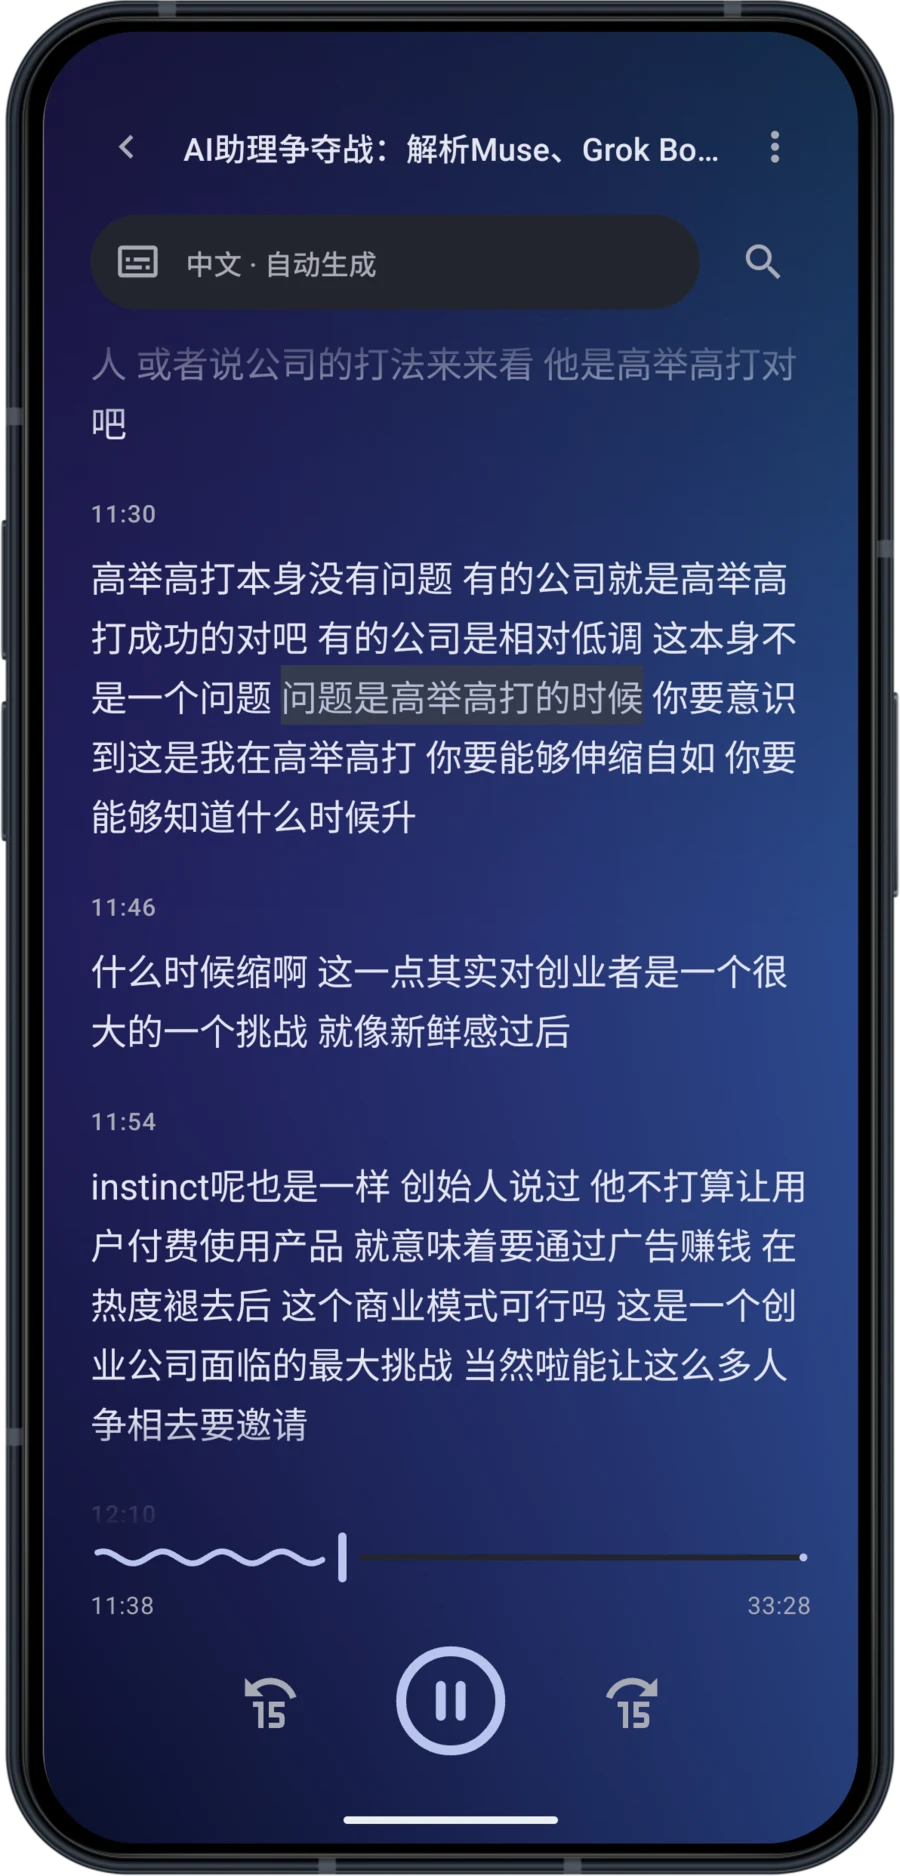 AI助理争夺战：解析Muse、Grok Bo...
中文 · 自动生成
人 或者说公司的打法来来看 他是高举高打对
吧
11:30
高举高打本身没有问题 有的公司就是高举高
打成功的对吧 有的公司是相对低调 这本身不
是一个问题 问题是高举高打的时候 你要意识
到这是我在高举高打 你要能够伸缩自如 你要
能够知道什么时候升
11:46
什么时候缩啊 这一点其实对创业者是一个很
大的一个挑战 就像新鲜感过后
11:54
instinct呢也是一样 创始人说过 他不打算让用
户付费使用产品 就意味着要通过广告赚钱 在
热度褪去后 这个商业模式可行吗 这是一个创
业公司面临的最大挑战 当然啦能让这么多人
争相去要邀请
12:10
11:38 33:28
15 15